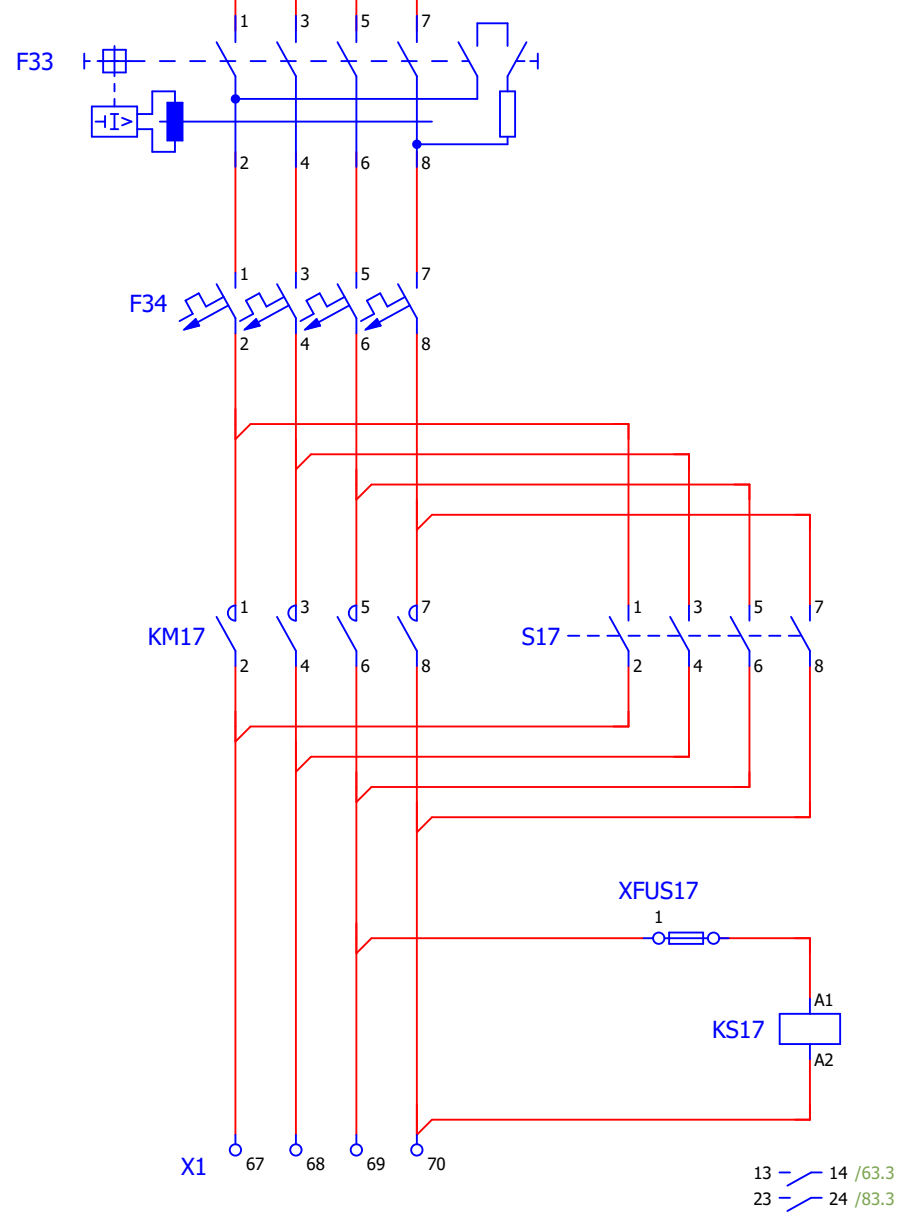 1 3 5 7
F33
I>
2 4 6 8
1 3 5 7
F34
2 4 6 8
1 3 5 7 1 3 5 7
KM17 S17
2 4 6 8 2 4 6 8
XFUS17
1
A1
KS17
A2
X1 67 68 69 70
13 14 /63.3
23 24 /83.3